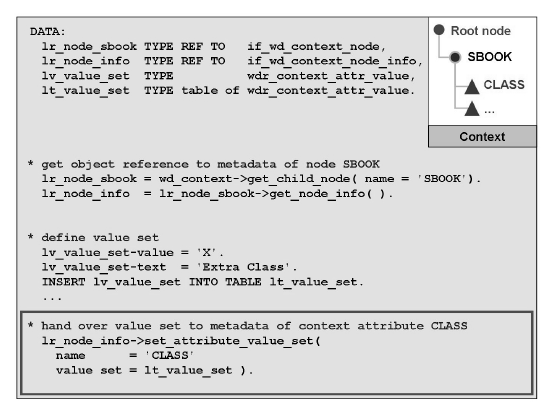 DATA:
lr_node_sbook TYPE REF TO if_wd_context_node,
lr_node_info TYPE REF TO if_wd_context_node_info,
lv_value_set TYPE wdr_context_attr_value,
lt_value_set TYPE table of wdr_context_attr_value.
Root node
SBOOK
CLASS
...
Context
* get object reference to metadata of node SBOOK
lr_node_sbook = wd_context->get_child_node( name = 'SBOOK').
lr_node_info = lr_node_sbook->get_node_info( ).
* define value set
lv_value_set-value = 'X'.
lv_value_set-text = 'Extra Class'.
INSERT lv_value_set INTO TABLE lt_value_set.
...
* hand over value set to metadata of context attribute CLASS
lr_node_info->set_attribute_value_set(
name = 'CLASS'
value set = lt_value_set ).